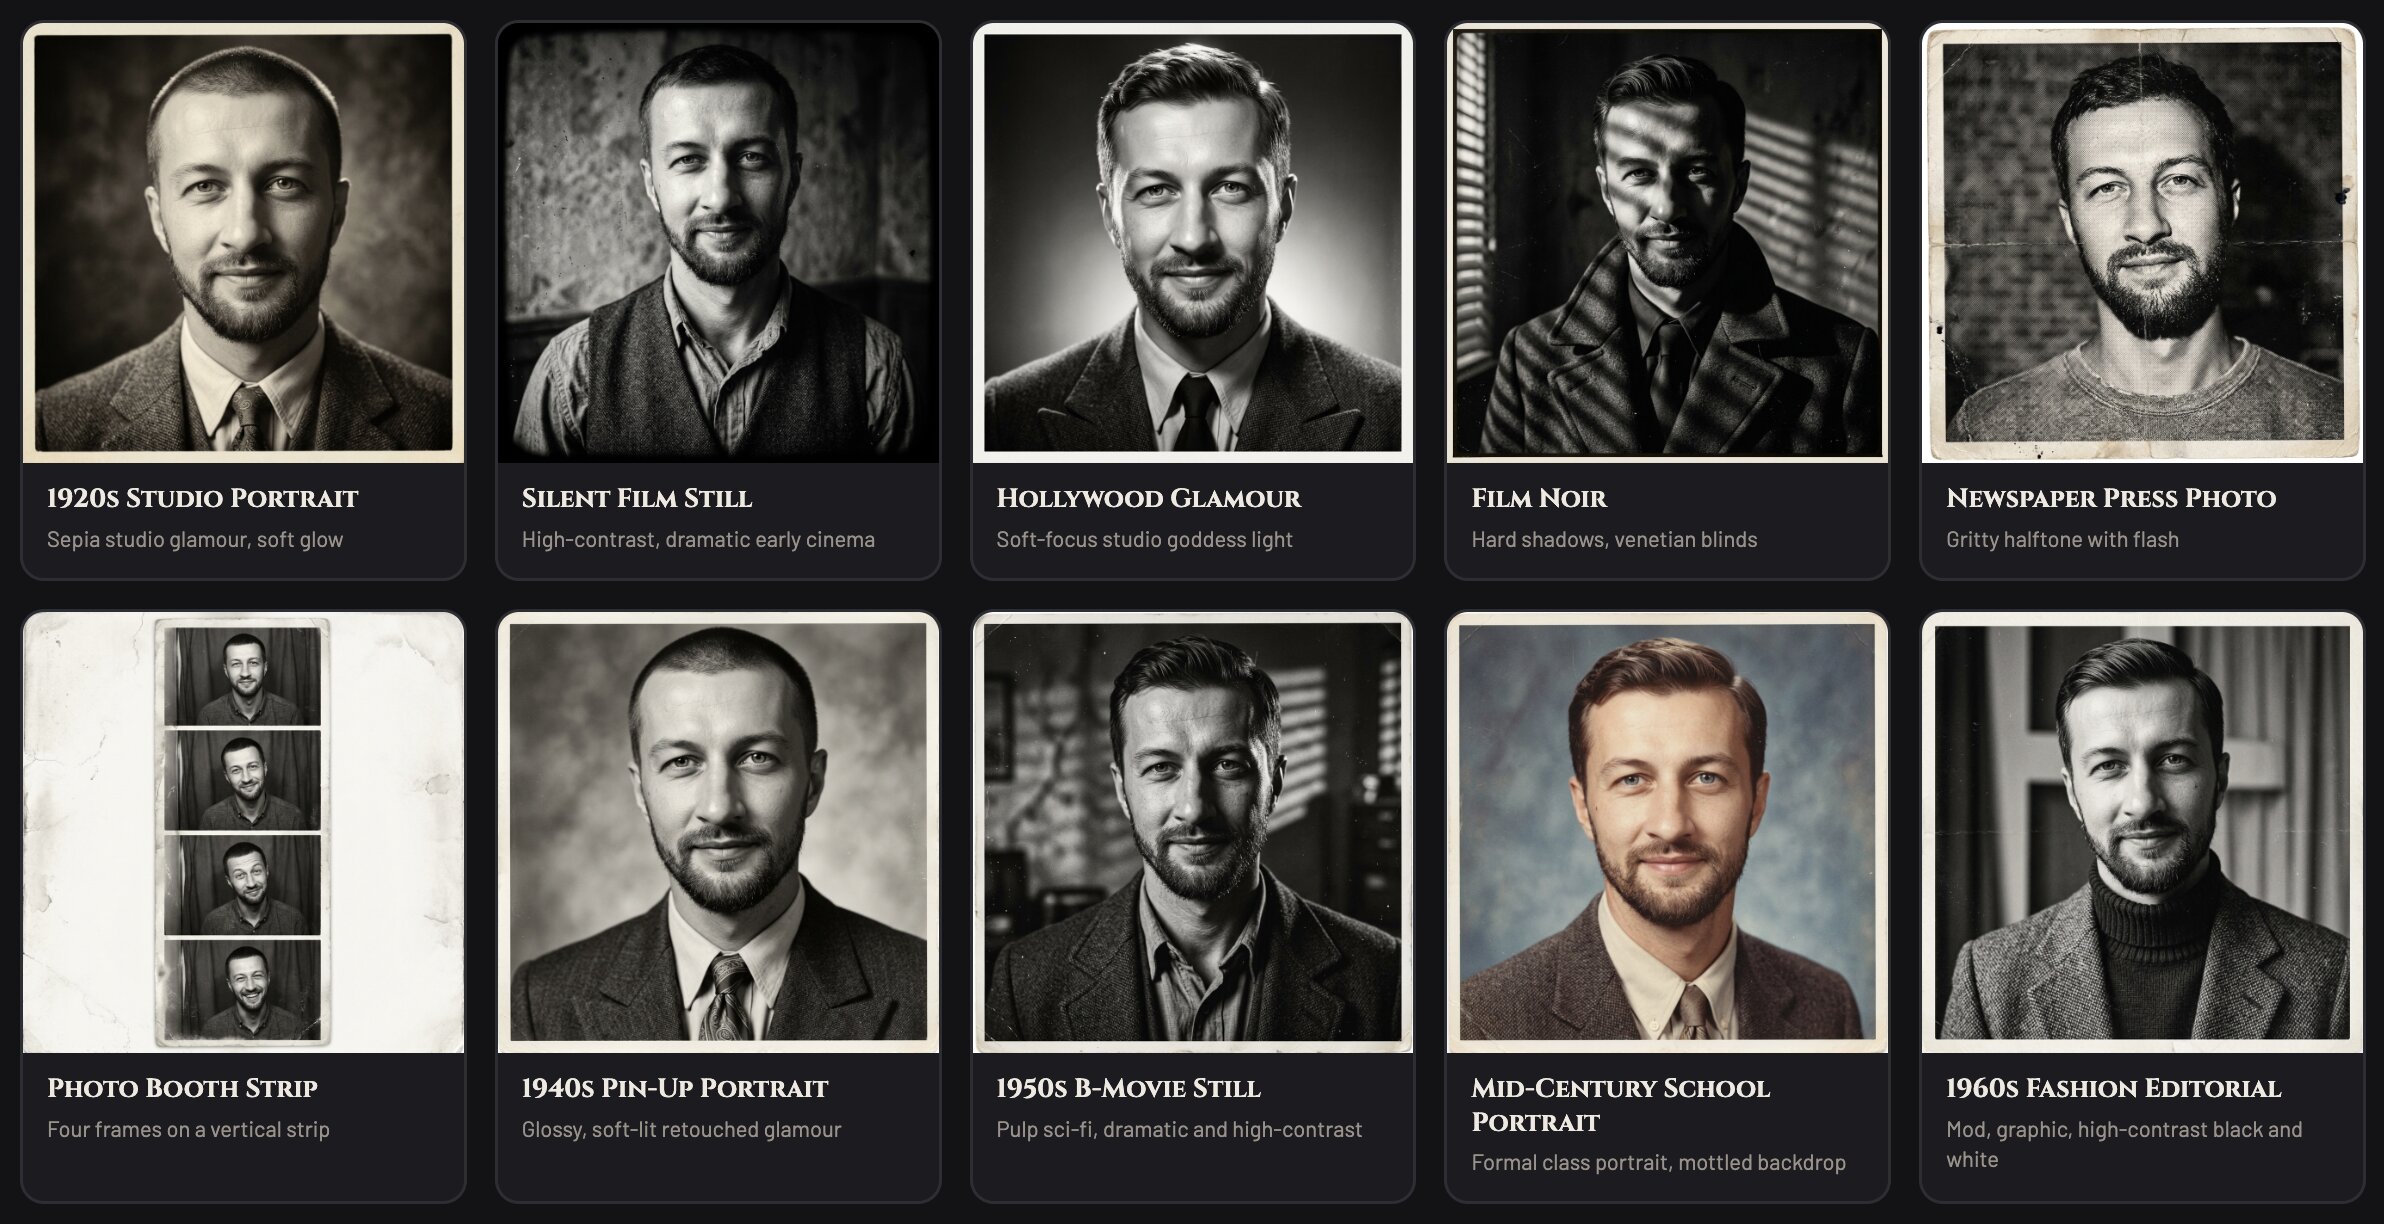 1920s Studio Portrait
Sepia studio glamour, soft glow
Silent Film Still
High-contrast, dramatic early cinema
Hollywood Glamour
Soft-focus studio goddess light
Film Noir
Hard shadows, venetian blinds
Newspaper Press Photo
Gritty halftone with flash
Photo Booth Strip
Four frames on a vertical strip
1940s Pin-Up Portrait
Glossy, soft-lit retouched glamour
1950s B-Movie Still
Pulp sci-fi, dramatic and high-contrast
Mid-Century School
Portrait
Formal class portrait, mottled backdrop
1960s Fashion Editorial
Mod, graphic, high-contrast black and
white